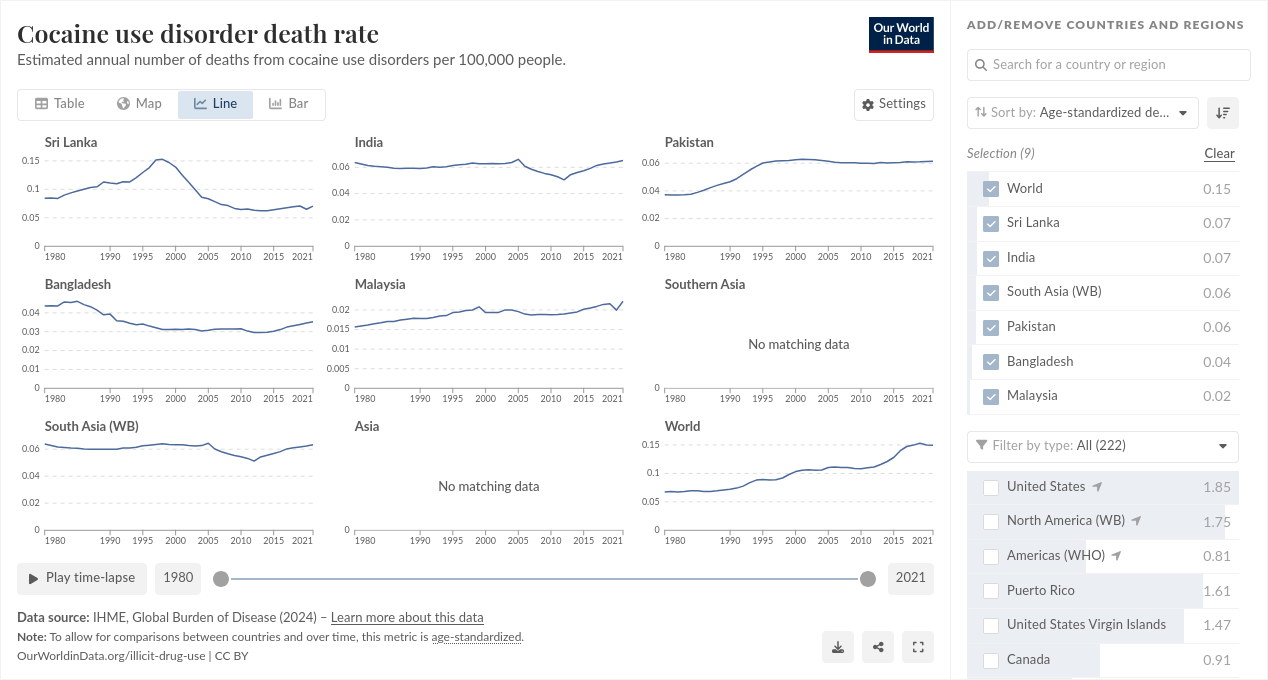 Cocaine use disorder death rate
Estimated annual number of deaths from cocaine use disorders per 100,000 people.
Our World
in Data
Table
Map
Line
Bar
Settings
Sri Lanka
0.15
0.1
0.05
0
1980 1990 1995 2000 2005 2010 2015 2021
India
0.06
0.04
0.02
0
1980 1990 1995 2000 2005 2010 2015 2021
Pakistan
0.06
0.04
0.02
0
1980 1990 1995 2000 2005 2010 2015 2021
Bangladesh
0.04
0.03
0.02
0.01
0
1980 1990 1995 2000 2005 2010 2015 2021
Malaysia
0.02
0.015
0.01
0.005
0
1980 1990 1995 2000 2005 2010 2015 2021
Southern Asia
No matching data
0
1980 1990 1995 2000 2005 2010 2015 2021
South Asia (WB)
0.06
0.04
0.02
0
1980 1990 1995 2000 2005 2010 2015 2021
Asia
No matching data
0
1980 1990 1995 2000 2005 2010 2015 2021
World
0.15
0.1
0.05
0
1980 1990 1995 2000 2005 2010 2015 2021
Play time-lapse
1980
2021
Data source: IHME, Global Burden of Disease (2024) – Learn more about this data
Note: To allow for comparisons between countries and over time, this metric is age-standardized.
OurWorldinData.org/illicit-drug-use | CC BY
ADD/REMOVE COUNTRIES AND REGIONS
Search for a country or region
Sort by: Age-standardized de...
Selection (9)
Clear
World 0.15
Sri Lanka 0.07
India 0.07
South Asia (WB) 0.06
Pakistan 0.06
Bangladesh 0.04
Malaysia 0.02
Filter by type: All (222)
United States 1.85
North America (WB) 1.75
Americas (WHO) 0.81
Puerto Rico 1.61
United States Virgin Islands 1.47
Canada 0.91